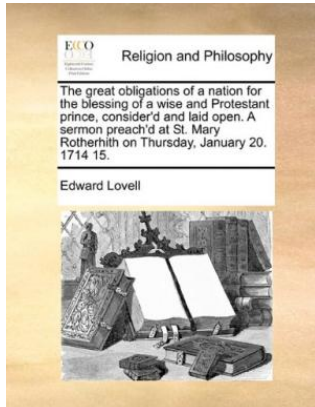 ECCO
Religion and Philosophy
The great obligations of a nation for
the blessing of a wise and Protestant
prince, consider'd and laid open. A
sermon preach'd at St. Mary
Rotherhith on Thursday, January 20.
1714 15.
Edward Lovell